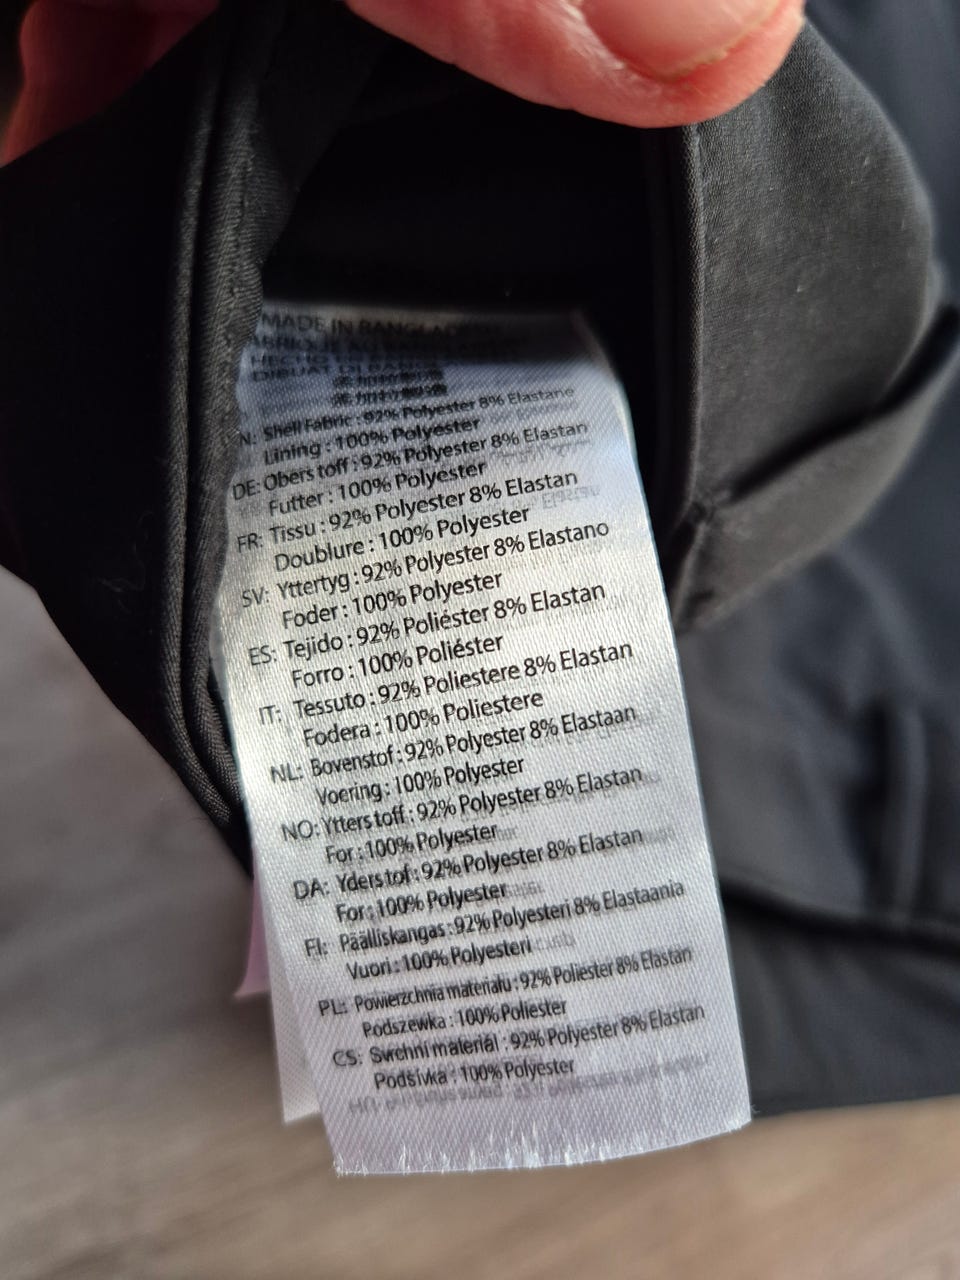 MADE IN BANGLADESH
HECHO EN
DIBUAT DI
N: Shell Fabric : 92% Polyester 8% Elastane
Lining : 100% Polyester
DE: Obers toff : 92% Polyester 8% Elastan
Futter : 100% Polyester
FR: Tissu : 92% Polyester 8% Elastan
Doublure : 100% Polyester
SV: Yttertyg : 92% Polyester 8% Elastano
Foder : 100% Polyester
ES: Tejido : 92% Poliéster 8% Elastan
Forro : 100% Poliéster
IT: Tessuto : 92% Poliestere 8% Elastan
Fodera : 100% Poliestere
NL: Bovenstof : 92% Polyester 8% Elastaan
Voering : 100% Polyester
NO: Ytters toff : 92% Polyester 8% Elastan
For : 100% Polyester
DA: Yders tof : 92% Polyester 8% Elastan
For : 100% Polyester
FI: Päälliskangas : 92% Polyesteri 8% Elastaania
Vuori : 100% Polyesteri
PL: Powierzchnia materiału : 92% Poliester 8% Elastan
Podszewka : 100% Poliester
CS: Svrchní materiál : 92% Polyester 8% Elastan
Podšívka : 100% Polyester